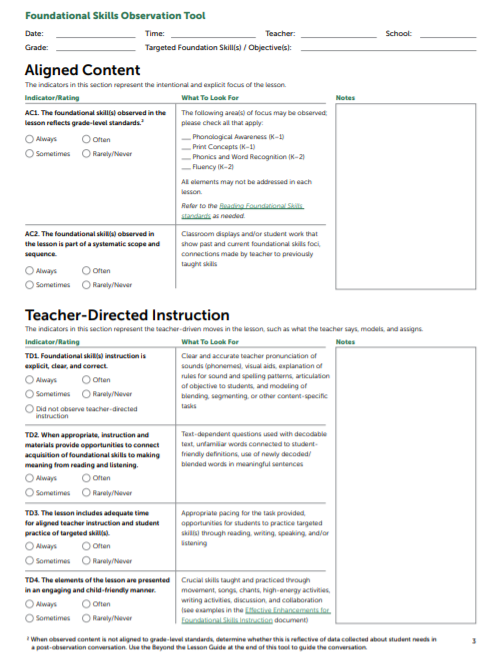 Foundational Skills Observation Tool
Date: Time: Teacher: School:
Grade: Targeted Foundation Skill(s) / Objective(s):
Aligned Content
The indicators in this section represent the intentional and explicit focus of the lesson.
Indicator/Rating What To Look For Notes
AC1. The foundational skill(s) observed in the
lesson reflects grade-level standards.²
Always Often
Sometimes Rarely/Never
The following area(s) of focus may be observed;
please check all that apply:
Phonological Awareness (K–1)
Print Concepts (K–1)
Phonics and Word Recognition (K–2)
Fluency (K–2)
All elements may not be addressed in each
lesson.
Refer to the Reading Foundational Skills
standards as needed.
AC2. The foundational skill(s) observed in
the lesson is part of a systematic scope and
sequence.
Always Often
Sometimes Rarely/Never
Classroom displays and/or student work that
show past and current foundational skills foci,
connections made by teacher to previously
taught skills
Teacher-Directed Instruction
The indicators in this section represent the teacher-driven moves in the lesson, such as what the teacher says, models, and assigns.
Indicator/Rating What To Look For Notes
TD1. Foundational skill(s) instruction is
explicit, clear, and correct.
Always Often
Sometimes Rarely/Never
Did not observe teacher-directed
instruction
Clear and accurate teacher pronunciation of
sounds (phonemes), visual aids, explanation of
rules for sound and spelling patterns, articulation
of objective to students, and modeling of
blending, segmenting, or other content-specific
tasks
TD2. When appropriate, instruction and
materials provide opportunities to connect
acquisition of foundational skills to making
meaning from reading and listening.
Always Often
Sometimes Rarely/Never
Text-dependent questions used with decodable
text, unfamiliar words connected to student-
friendly definitions, use of newly decoded/
blended words in meaningful sentences
TD3. The lesson includes adequate time
for aligned teacher instruction and student
practice of targeted skill(s).
Always Often
Sometimes Rarely/Never
Appropriate pacing for the task provided,
opportunities for students to practice targeted
skill(s) through reading, writing, speaking, and/or
listening
TD4. The elements of the lesson are presented
in an engaging and child-friendly manner.
Always Often
Sometimes Rarely/Never
Crucial skills taught and practiced through
movement, songs, chants, high-energy activities,
writing activities, discussion, and collaboration
(see examples in the Effective Enhancements for
Foundational Skills Instruction document)
² When observed content is not aligned to grade-level standards, determine whether this is reflective of data collected about student needs in
a post-observation conversation. Use the Beyond the Lesson Guide at the end of this tool to guide the conversation.
3